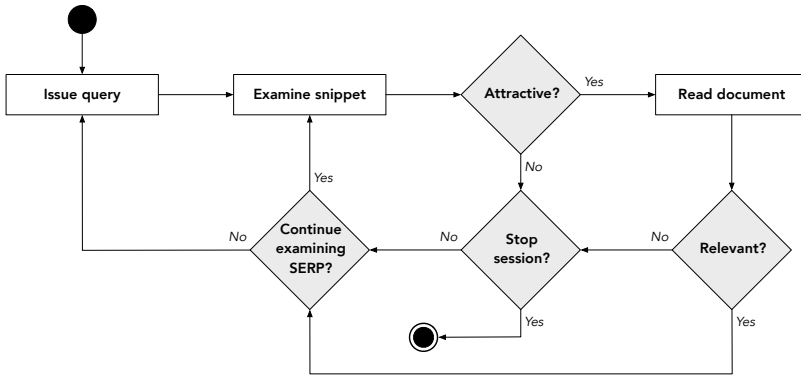 Issue query
Examine snippet
Attractive?
Yes
Read document
No
Yes
Continue
examining
SERP?
No
Stop
session?
No
Relevant?
No
Yes
Yes